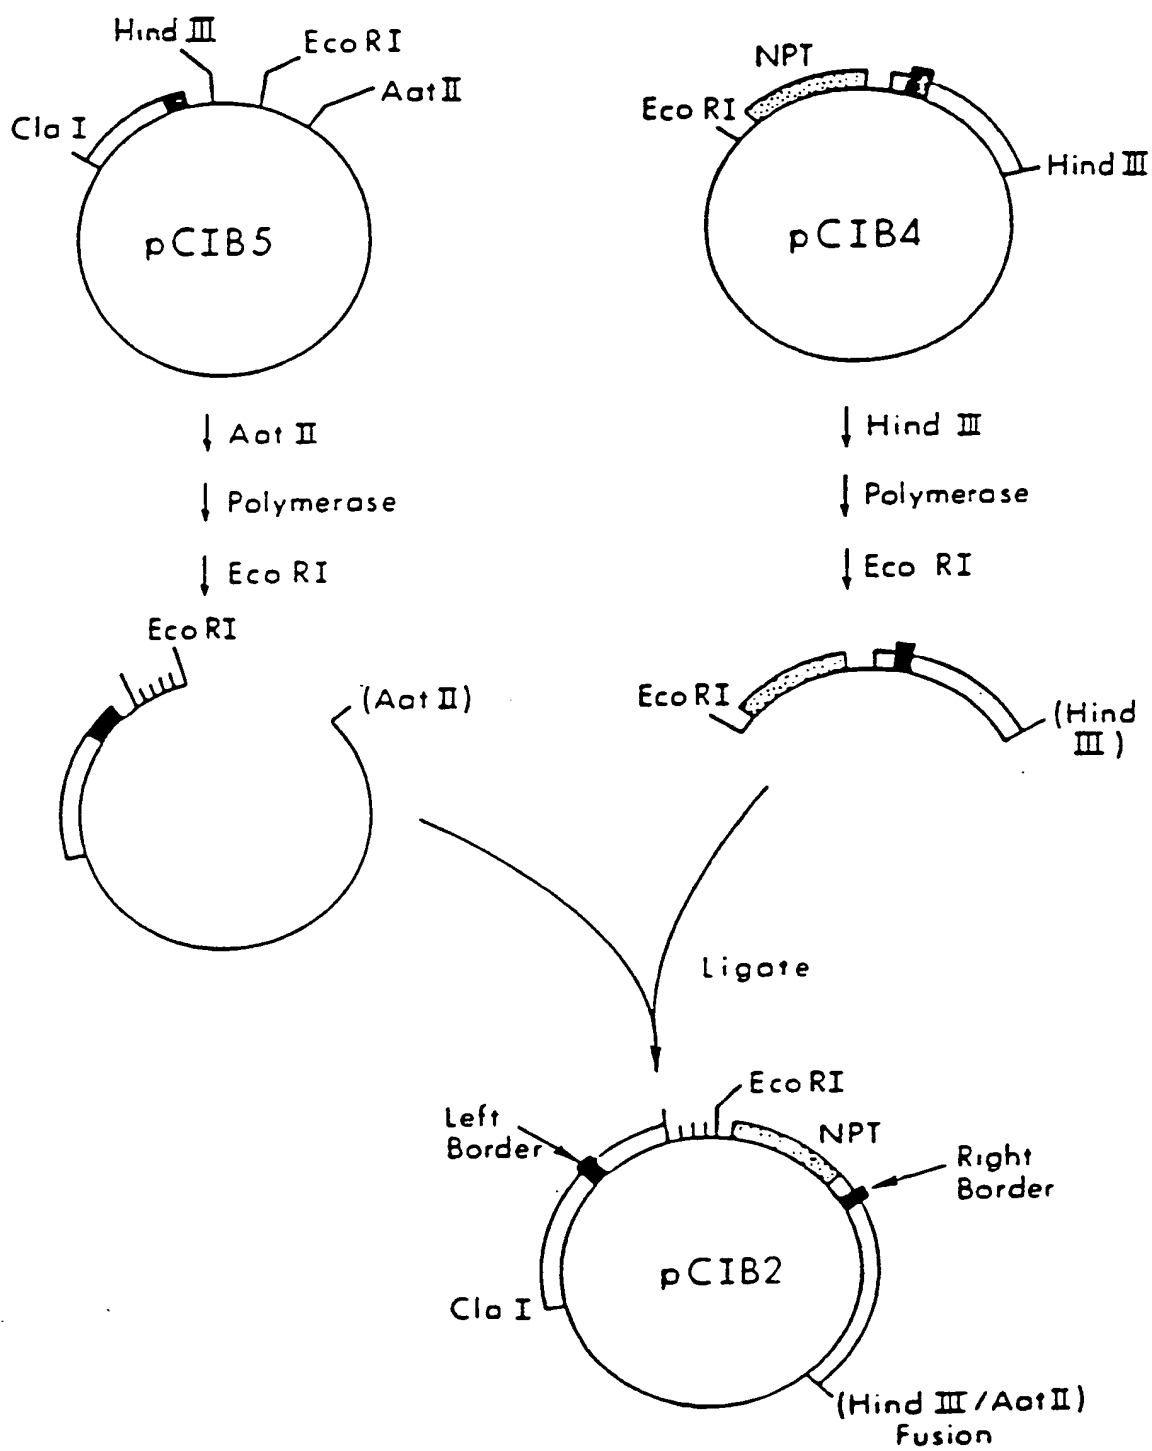 Hind III
Eco RI
Aat II
Cla I
pCIB5
NPT
Eco RI
Hind III
pCIB4
Aat II
Polymerase
Eco RI
Hind III
Polymerase
Eco RI
Eco RI
(Aat II)
Eco RI
(Hind
III)
Ligate
Eco RI
Left
Border
NPT
Right
Border
pCIB2
Cla I
(Hind III/Aat II)
Fusion